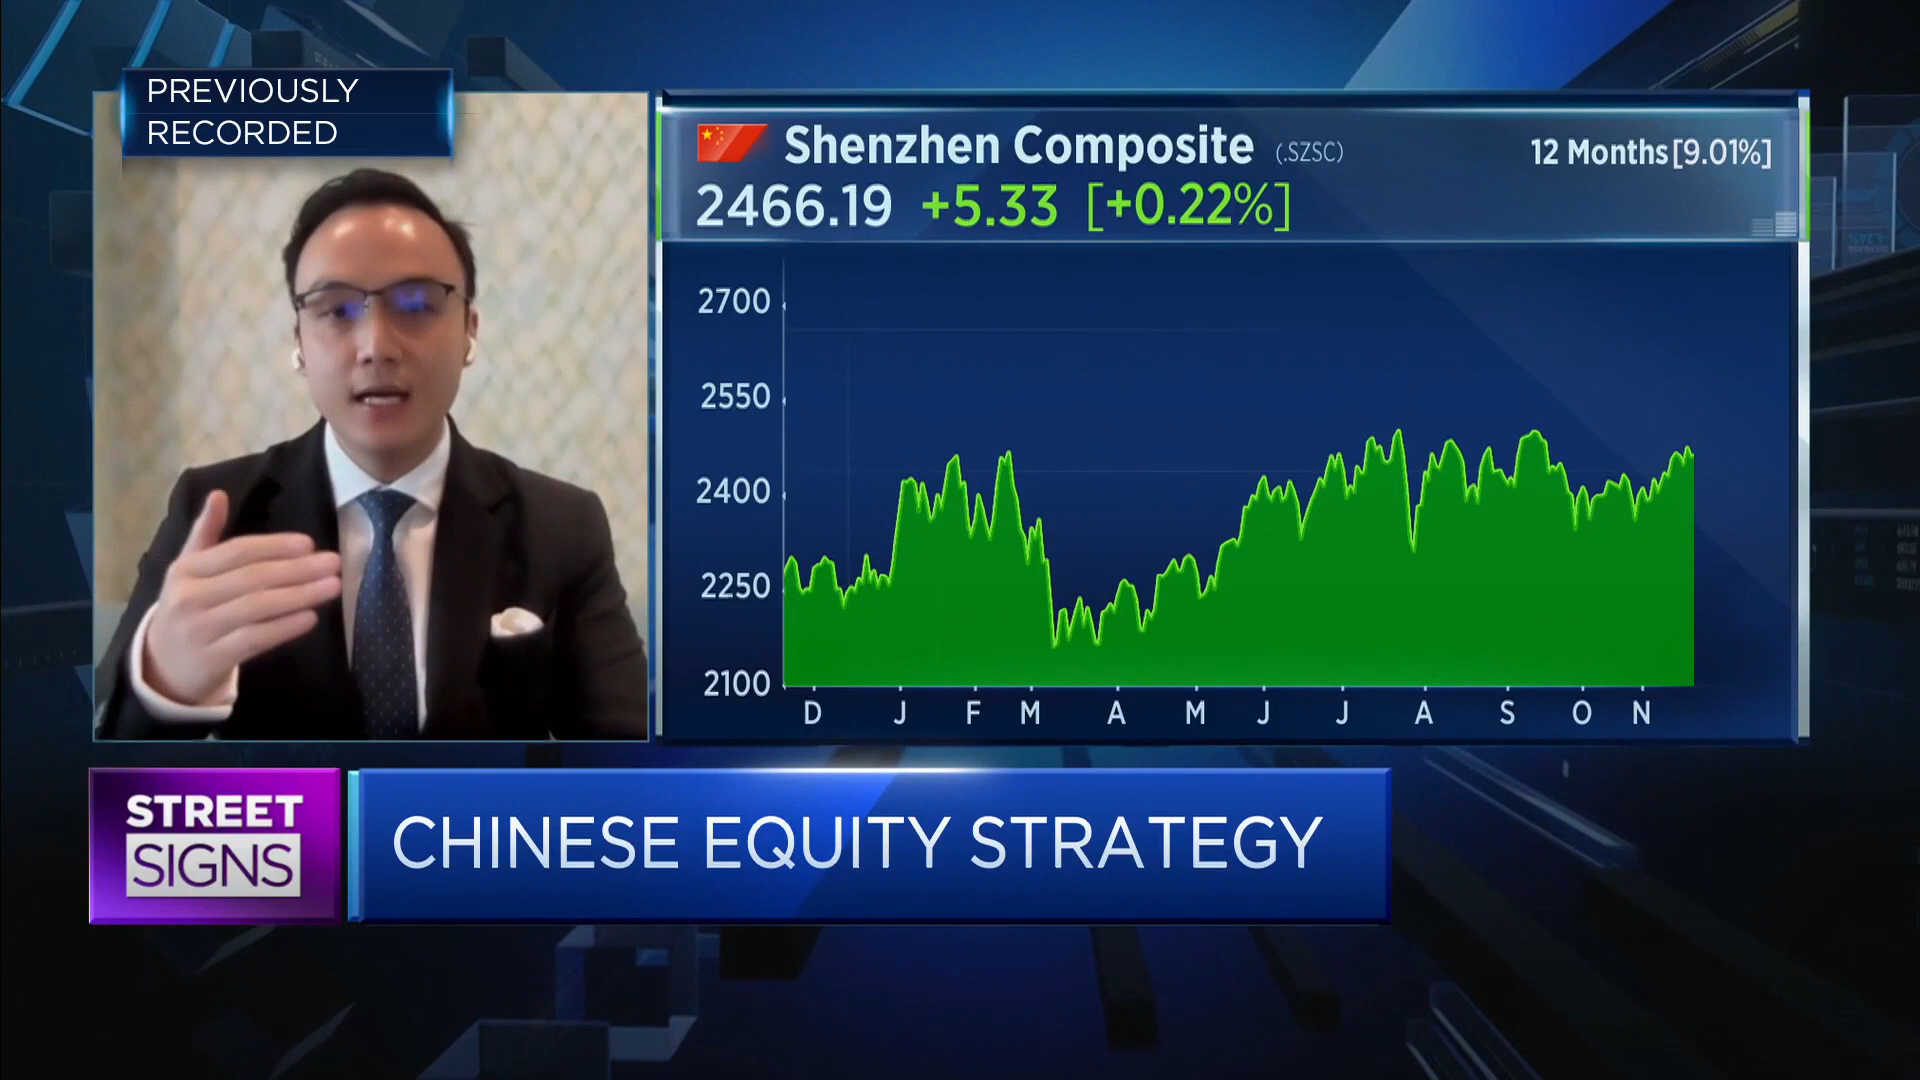 PREVIOUSLY
RECORDED
Shenzhen Composite (.SZSC)
12 Months[9.01%]
2466.19 +5.33 [+0.22%]
2700
2550
2400
2250
2100
D J F M A M J J A S O N
STREET
SIGNS
CHINESE EQUITY STRATEGY